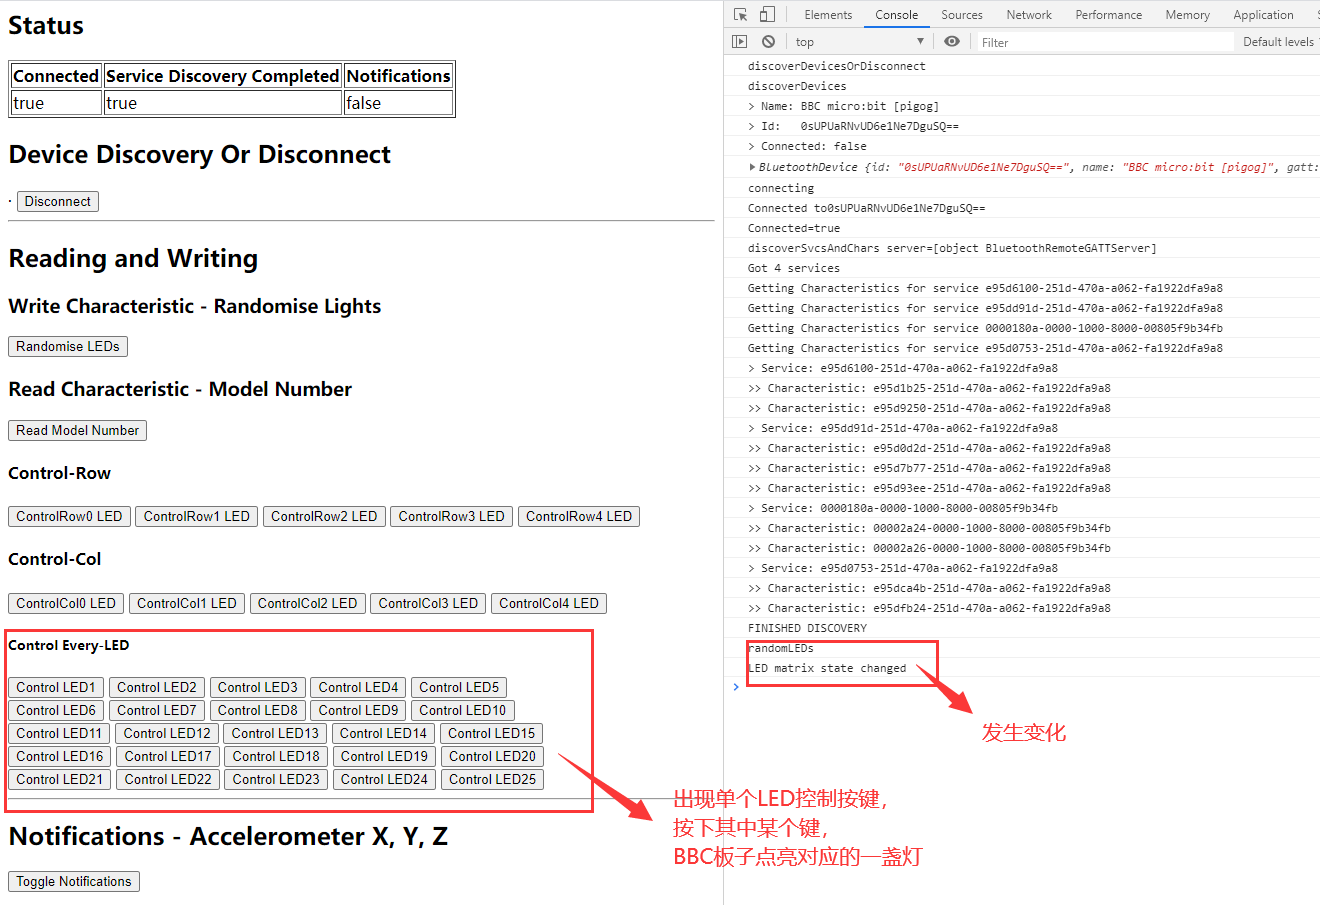 Status
Connected Service Discovery Completed Notifications
true true false
Device Discovery Or Disconnect
· Disconnect
Reading and Writing
Write Characteristic - Randomise Lights
Randomise LEDs
Read Characteristic - Model Number
Read Model Number
Control-Row
ControlRow0 LED ControlRow1 LED ControlRow2 LED ControlRow3 LED ControlRow4 LED
Control-Col
ControlCol0 LED ControlCol1 LED ControlCol2 LED ControlCol3 LED ControlCol4 LED
Control Every-LED
Control LED1 Control LED2 Control LED3 Control LED4 Control LED5
Control LED6 Control LED7 Control LED8 Control LED9 Control LED10
Control LED11 Control LED12 Control LED13 Control LED14 Control LED15
Control LED16 Control LED17 Control LED18 Control LED19 Control LED20
Control LED21 Control LED22 Control LED23 Control LED24 Control LED25
出现单个LED控制按键，
按下其中某个键，
BBC板子点亮对应的一盏灯
Notifications - Accelerometer X, Y, Z
Toggle Notifications
Elements Console Sources Network Performance Memory Application
top Filter Default levels
discoverDevicesOrDisconnect
discoverDevices
> Name: BBC micro:bit [pigog]
> Id: 0sUPUaRNvUD6e1Ne7DguSQ==
> Connected: false
BluetoothDevice {id: "0sUPUaRNvUD6e1Ne7DguSQ==", name: "BBC micro:bit [pigog]", gatt:
connecting
Connected to0sUPUaRNvUD6e1Ne7DguSQ==
Connected=true
discoverSvcsAndChars server=[object BluetoothRemoteGATTServer]
Got 4 services
Getting Characteristics for service e95d6100-251d-470a-a062-fa1922dfa9a8
Getting Characteristics for service e95dd91d-251d-470a-a062-fa1922dfa9a8
Getting Characteristics for service 0000180a-0000-1000-8000-00805f9b34fb
Getting Characteristics for service e95d0753-251d-470a-a062-fa1922dfa9a8
> Service: e95d6100-251d-470a-a062-fa1922dfa9a8
>> Characteristic: e95d1b25-251d-470a-a062-fa1922dfa9a8
>> Characteristic: e95d9250-251d-470a-a062-fa1922dfa9a8
> Service: e95dd91d-251d-470a-a062-fa1922dfa9a8
>> Characteristic: e95d0d2d-251d-470a-a062-fa1922dfa9a8
>> Characteristic: e95d7b77-251d-470a-a062-fa1922dfa9a8
>> Characteristic: e95d93ee-251d-470a-a062-fa1922dfa9a8
> Service: 0000180a-0000-1000-8000-00805f9b34fb
>> Characteristic: 00002a24-0000-1000-8000-00805f9b34fb
>> Characteristic: 00002a26-0000-1000-8000-00805f9b34fb
> Service: e95d0753-251d-470a-a062-fa1922dfa9a8
>> Characteristic: e95dca4b-251d-470a-a062-fa1922dfa9a8
>> Characteristic: e95dfb24-251d-470a-a062-fa1922dfa9a8
FINISHED DISCOVERY
randomLEDs
LED matrix state changed
发生变化